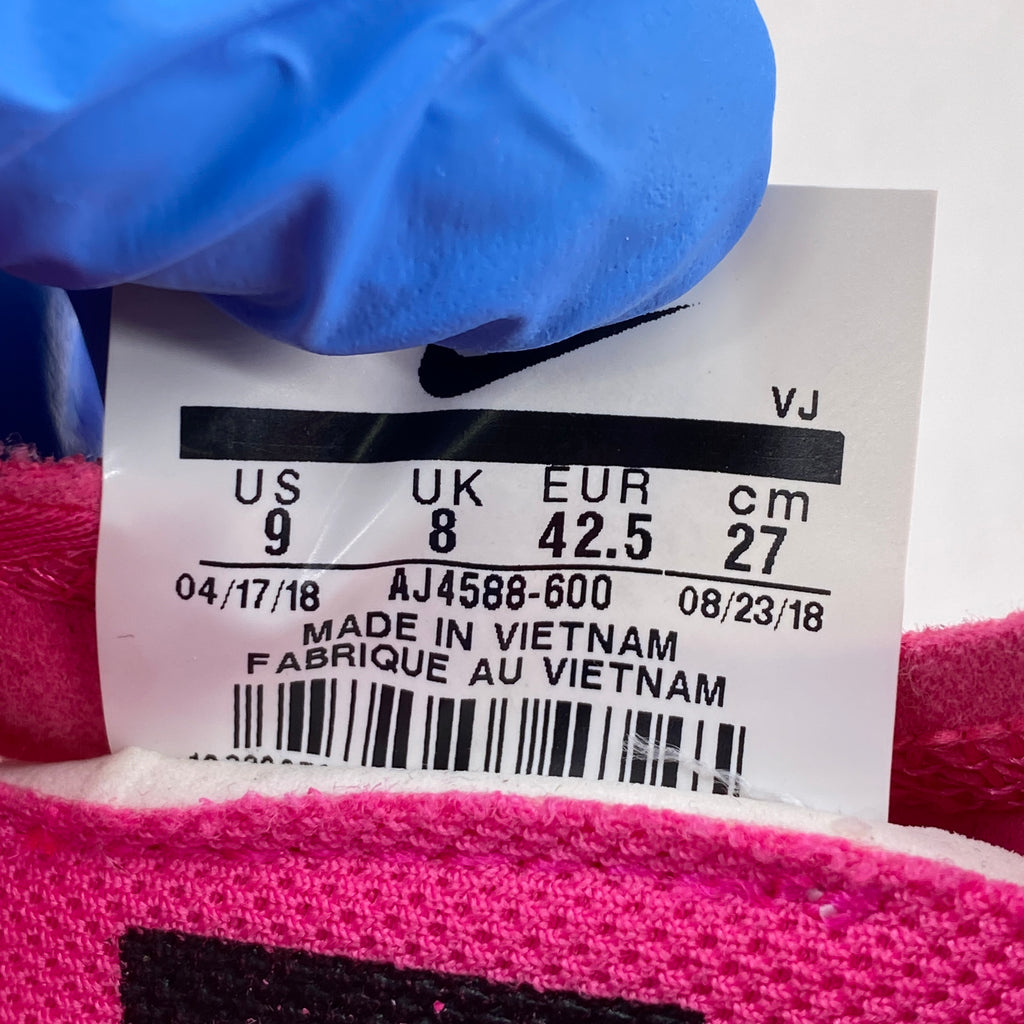 VJ
US UK EUR cm
9 8 42.5 27
04/17/18 AJ4588-600 08/23/18
MADE IN VIETNAM
FABRIQUE AU VIETNAM